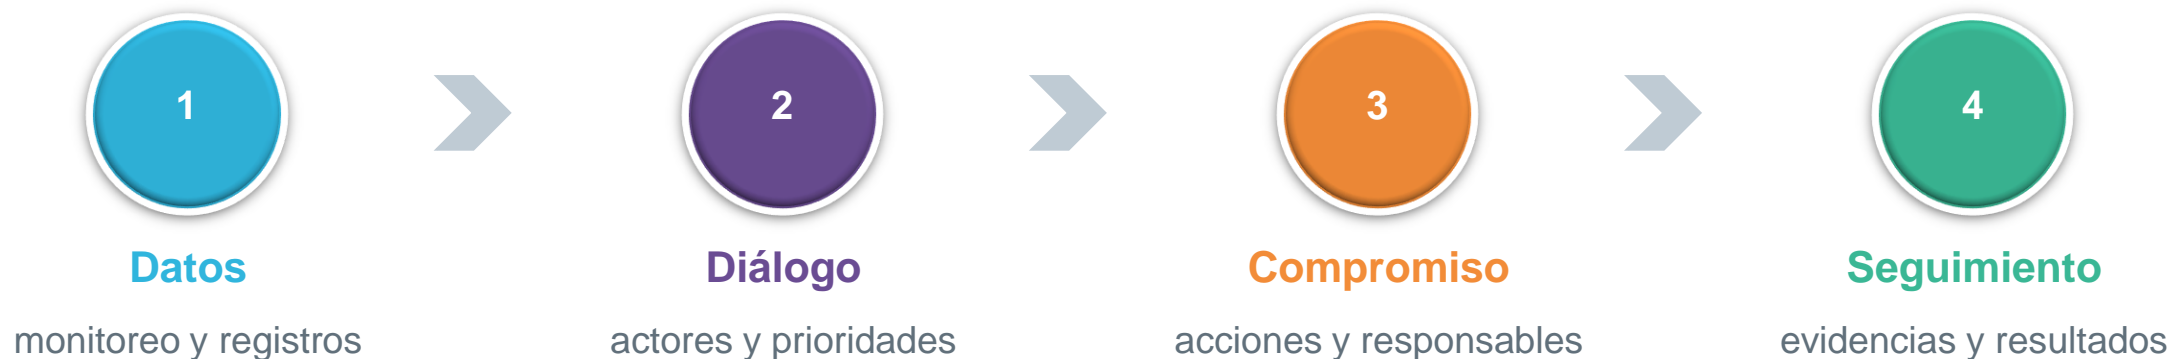 1
2
3
4
Datos
Diálogo
Compromiso
Seguimiento
monitoreo y registros
actores y prioridades
acciones y responsables
evidencias y resultados